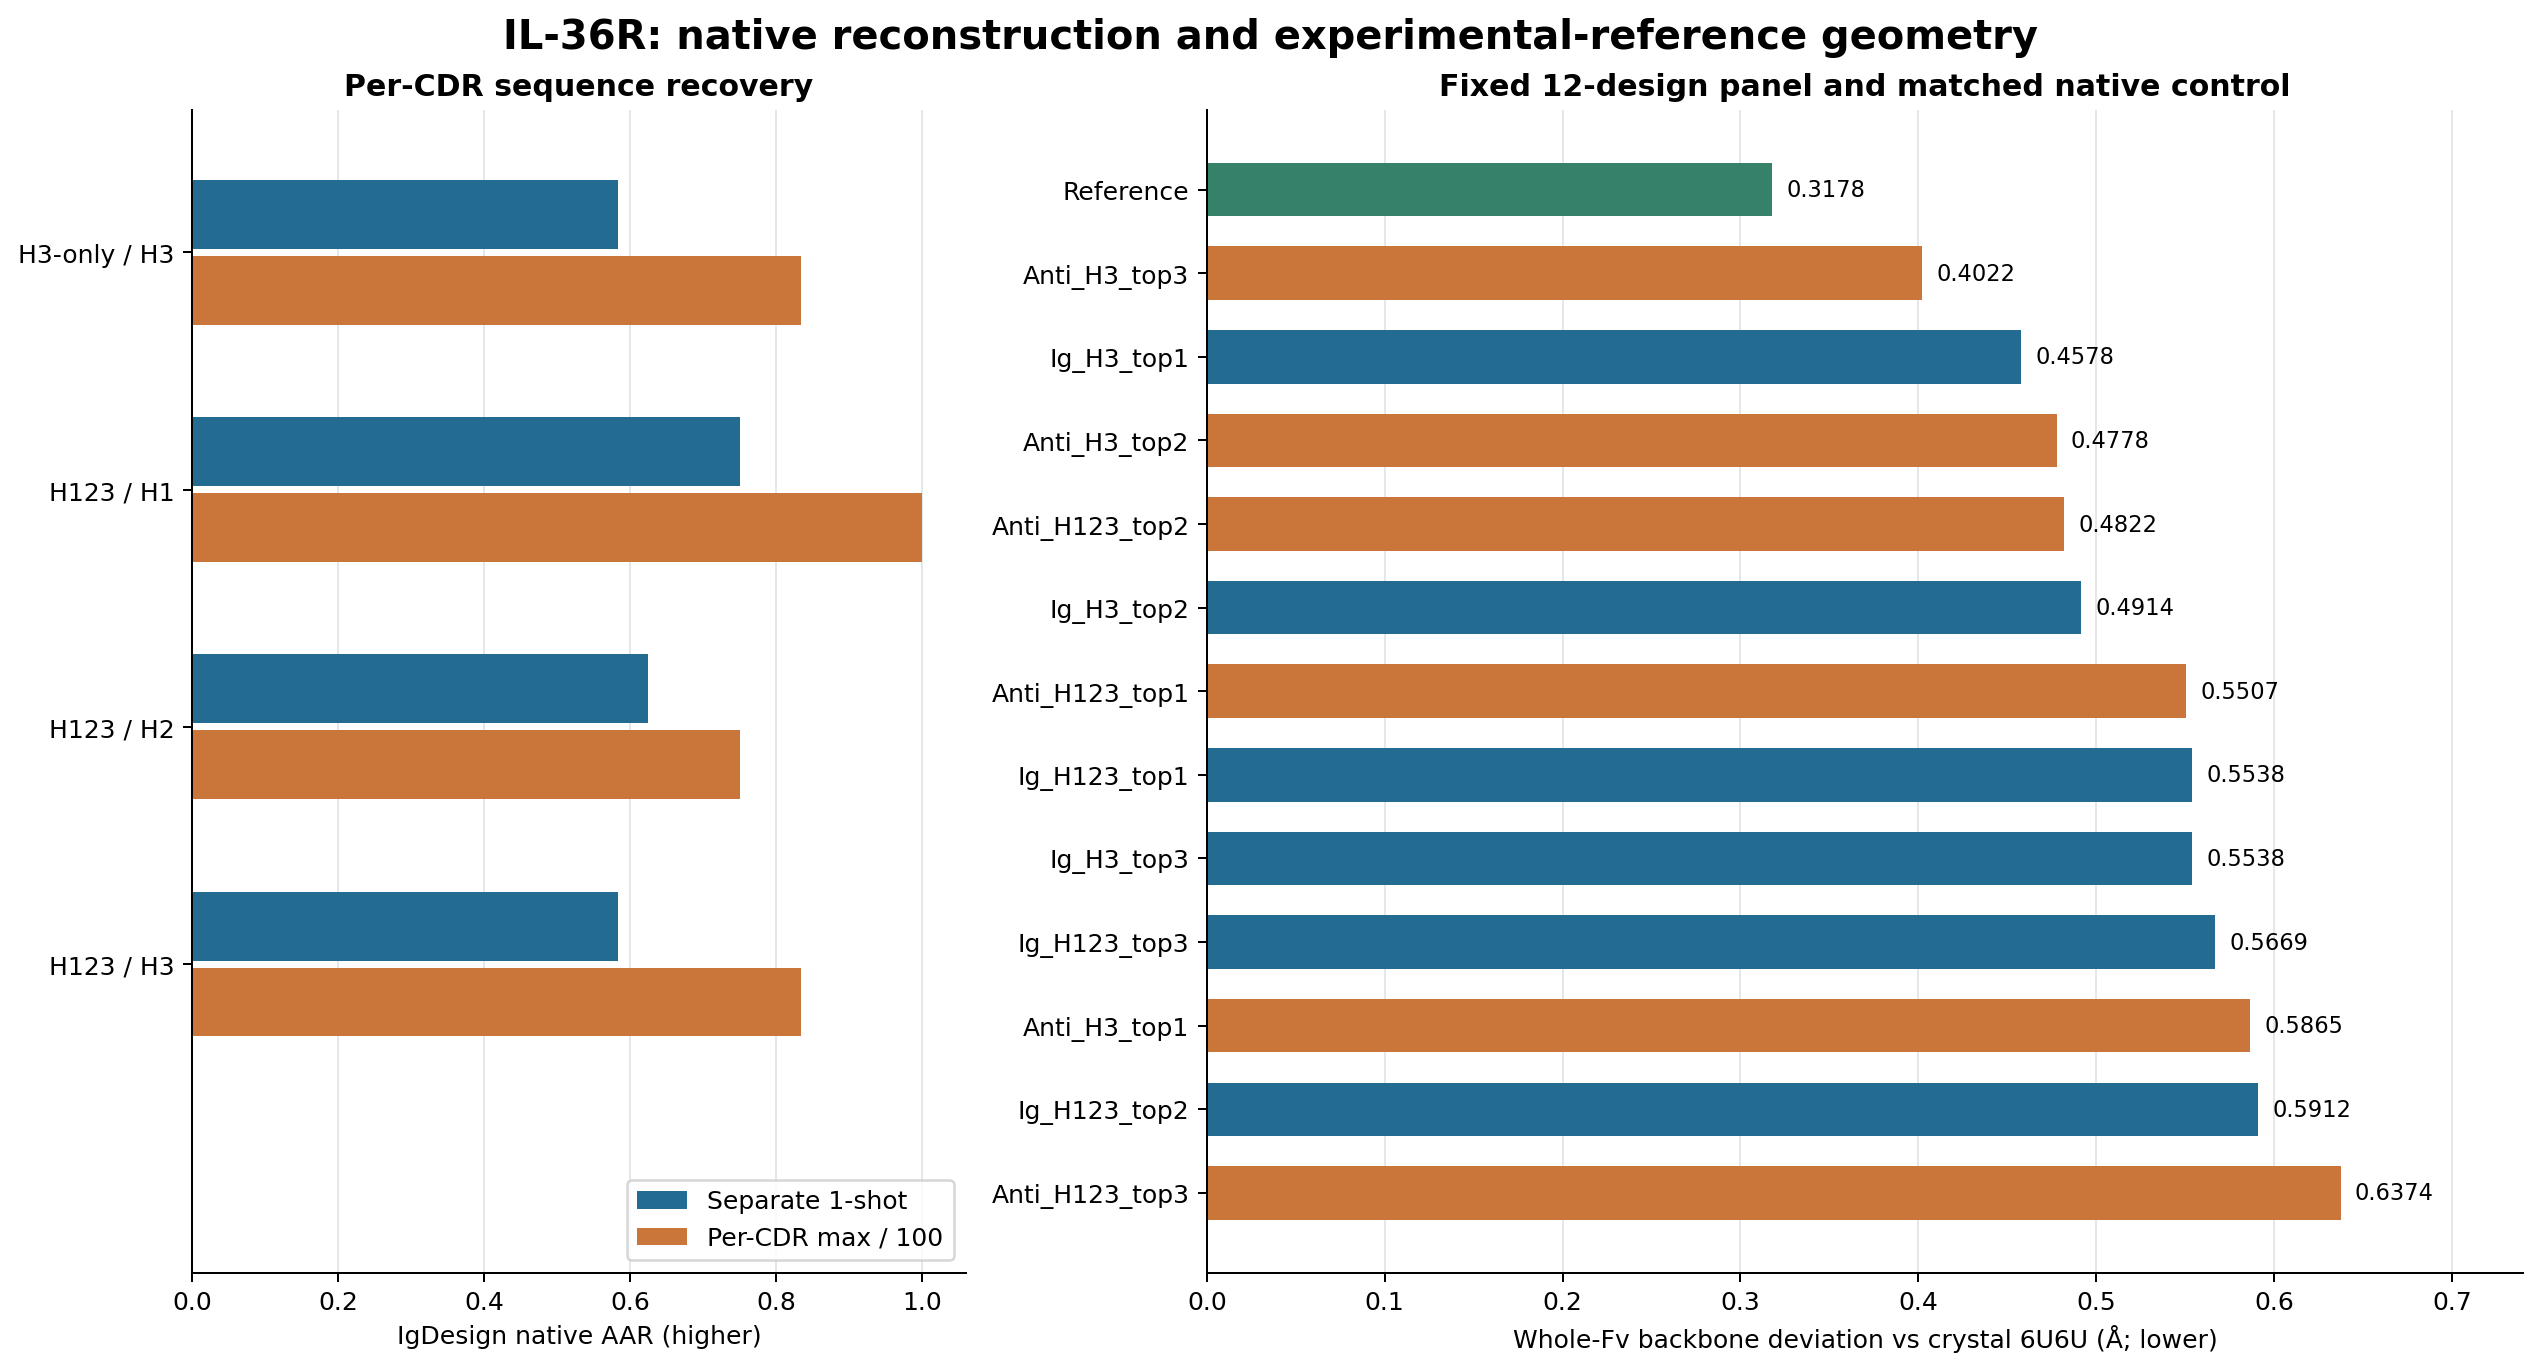 IL-36R: native reconstruction and experimental-reference geometry
Per-CDR sequence recovery
H3-only / H3
H123 / H1
H123 / H2
H123 / H3
Separate 1-shot
Per-CDR max / 100
0.0 0.2 0.4 0.6 0.8 1.0
IgDesign native AAR (higher)
Fixed 12-design panel and matched native control
Reference 0.3178
Anti_H3_top3 0.4022
Ig_H3_top1 0.4578
Anti_H3_top2 0.4778
Anti_H123_top2 0.4822
Ig_H3_top2 0.4914
Anti_H123_top1 0.5507
Ig_H123_top1 0.5538
Ig_H3_top3 0.5538
Ig_H123_top3 0.5669
Anti_H3_top1 0.5865
Ig_H123_top2 0.5912
Anti_H123_top3 0.6374
0.0 0.1 0.2 0.3 0.4 0.5 0.6 0.7
Whole-Fv backbone deviation vs crystal 6U6U (Å; lower)